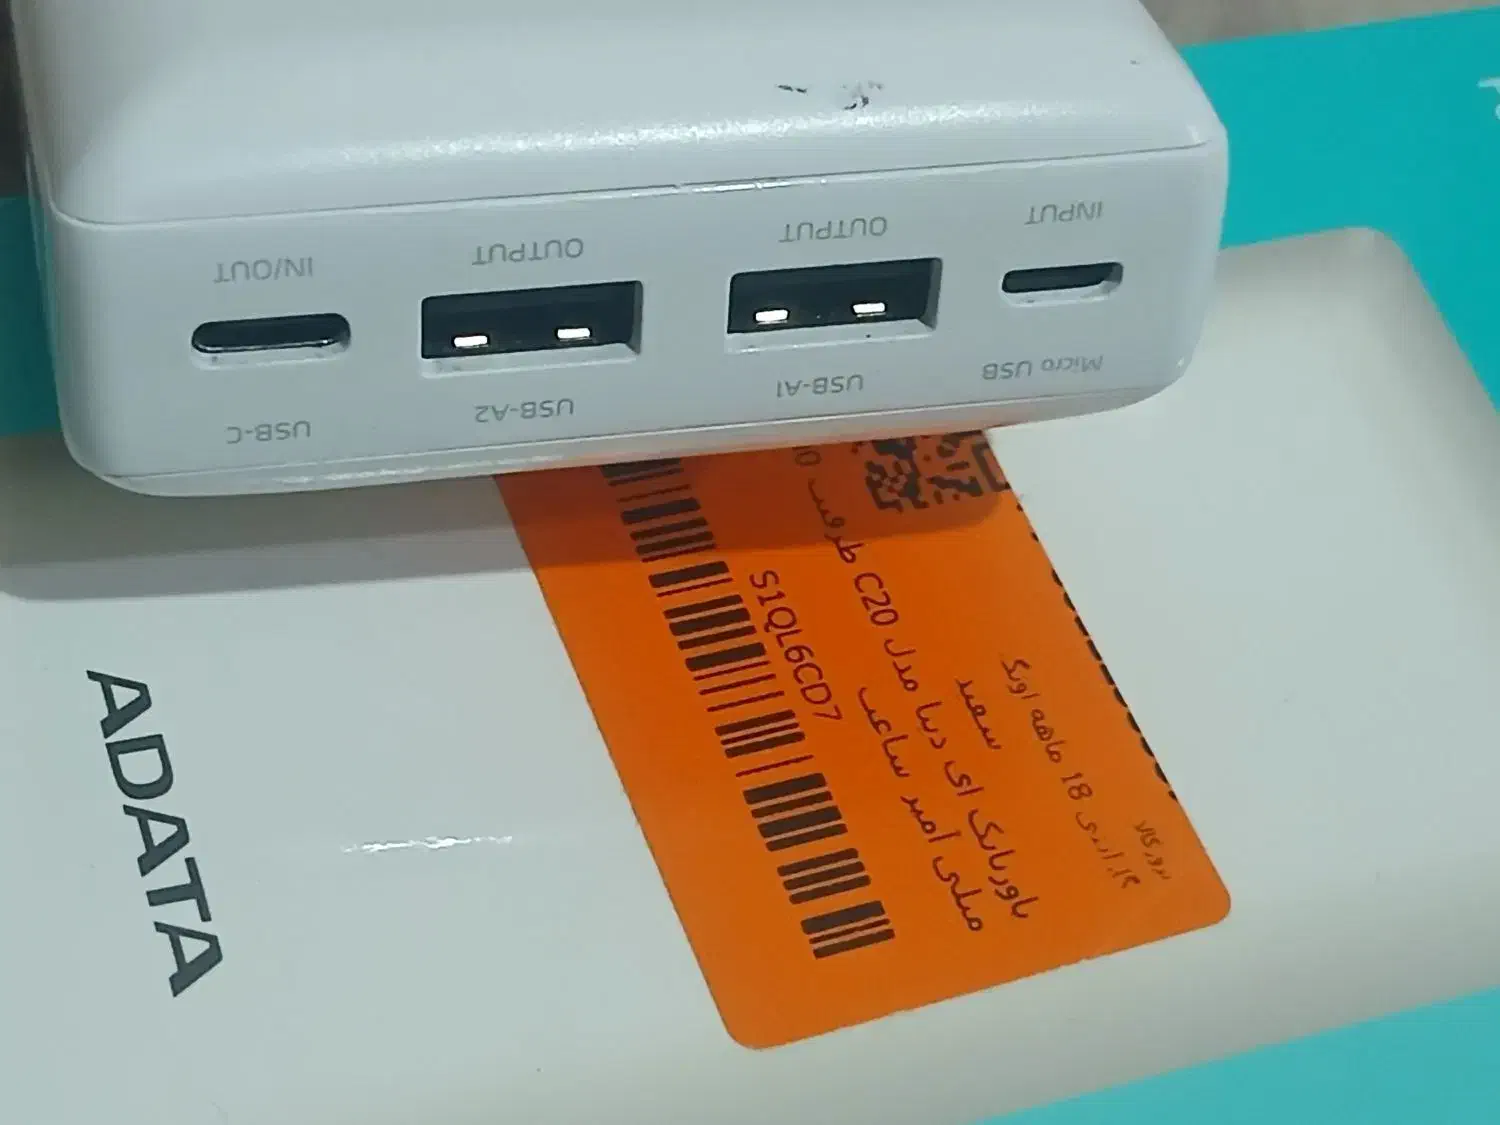 INPUT
OUTPUT
OUTPUT
IN/OUT
Micro USB
USB-A1
USB-A2
USB-C
ADATA
گارانتی 18 ماهه آونگ
سفید
پاوربانک ای دیتا مدل C20 ظرفیت
میلی آمپر ساعت
S1QL6CD7